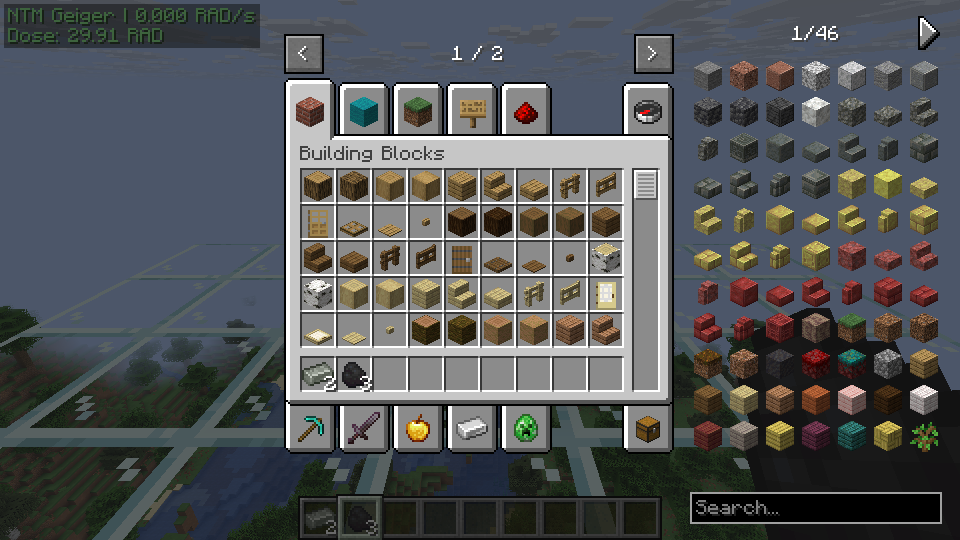 NTM Geiger | 0.000 RAD/s
Dose: 29.91 RAD
< 1 / 2 >
1/46
Building Blocks
2 3
Search...
2 3